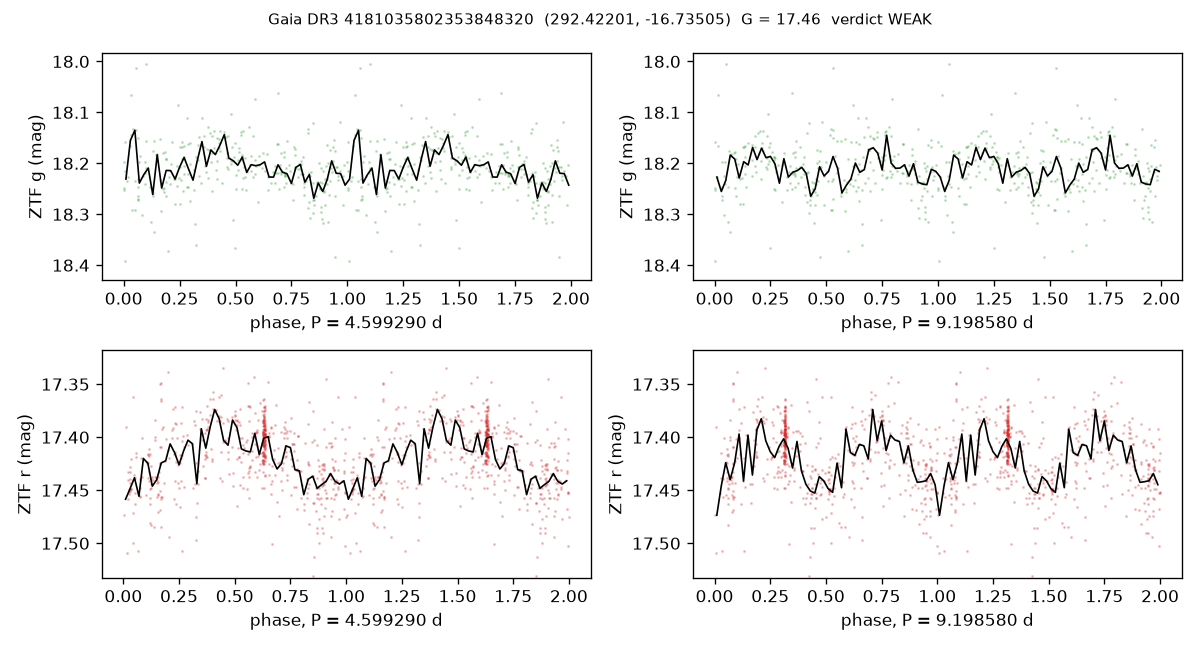 Gaia DR3 4181035802353848320  (292.42201, -16.73505)  G = 17.46  verdict WEAK
ZTF g (mag)
18.0
18.1
18.2
18.3
18.4
0.00 0.25 0.50 0.75 1.00 1.25 1.50 1.75 2.00
phase, P = 4.599290 d
ZTF g (mag)
18.0
18.1
18.2
18.3
18.4
0.00 0.25 0.50 0.75 1.00 1.25 1.50 1.75 2.00
phase, P = 9.198580 d
ZTF r (mag)
17.35
17.40
17.45
17.50
0.00 0.25 0.50 0.75 1.00 1.25 1.50 1.75 2.00
phase, P = 4.599290 d
ZTF r (mag)
17.35
17.40
17.45
17.50
0.00 0.25 0.50 0.75 1.00 1.25 1.50 1.75 2.00
phase, P = 9.198580 d